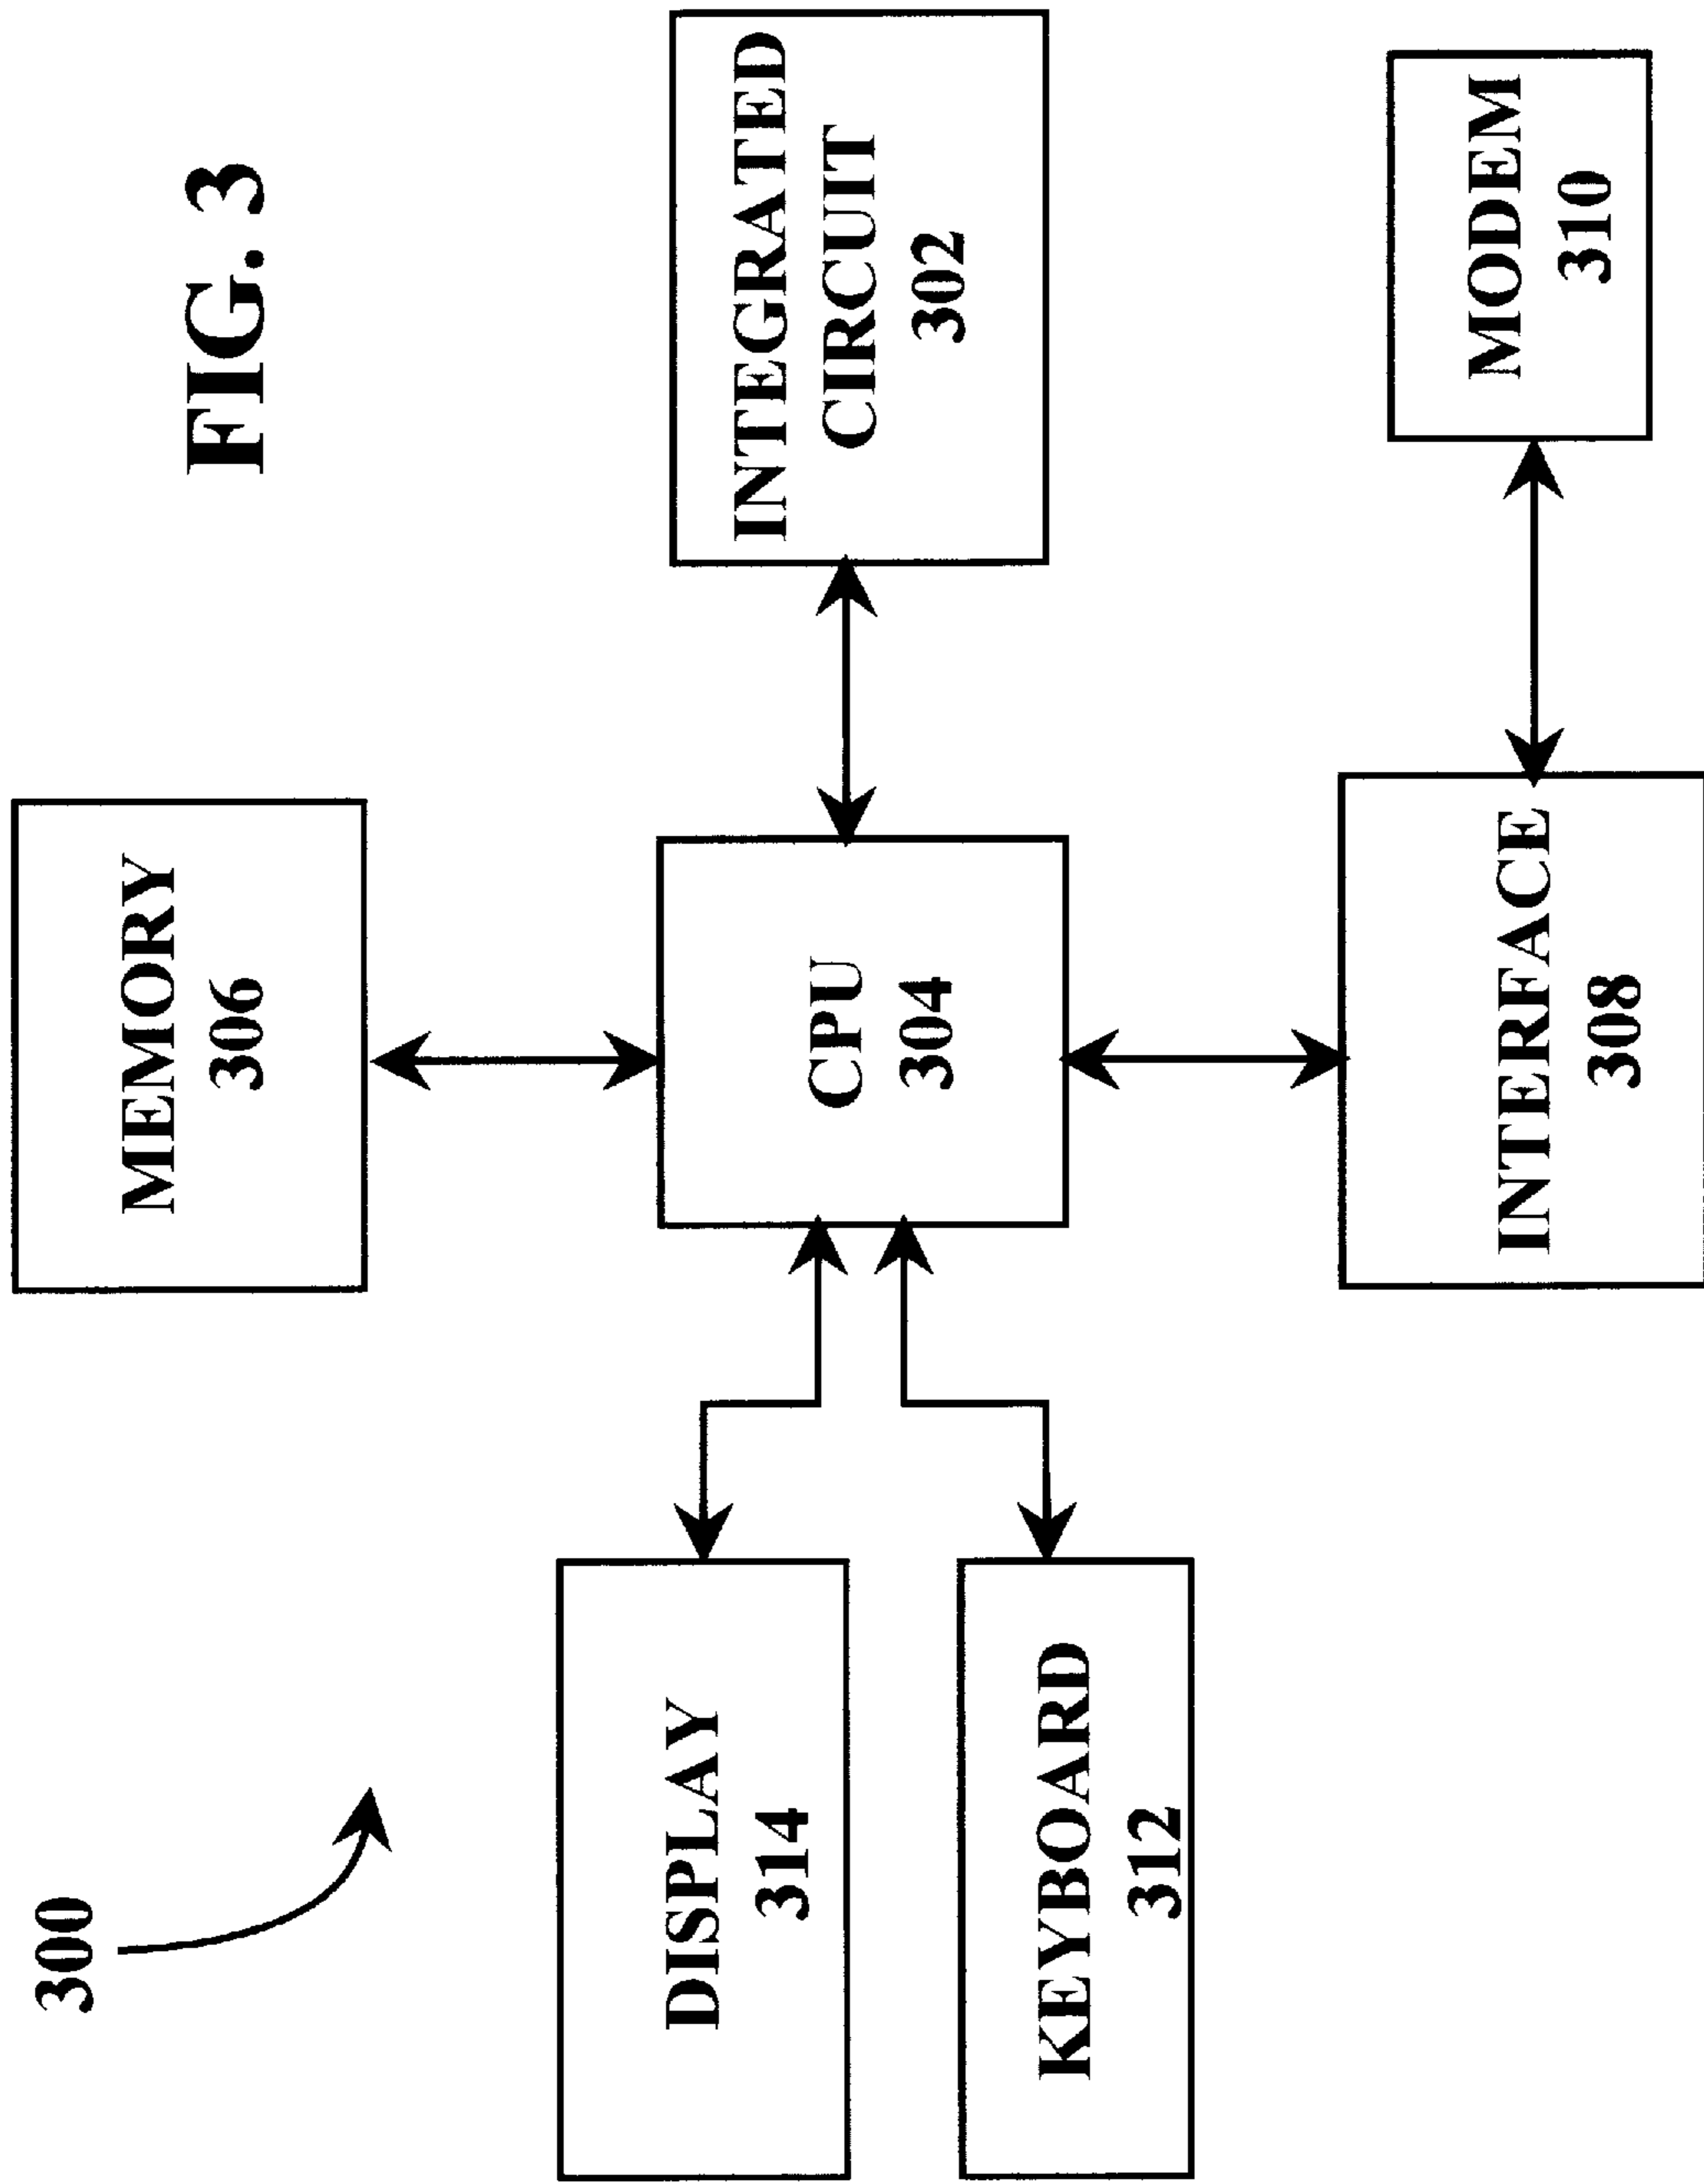 FIG. 3
300
MEMORY
306
DISPLAY
314
CPU
304
INTEGRATED
CIRCUIT
302
KEYBOARD
312
INTERFACE
308
MODEM
310